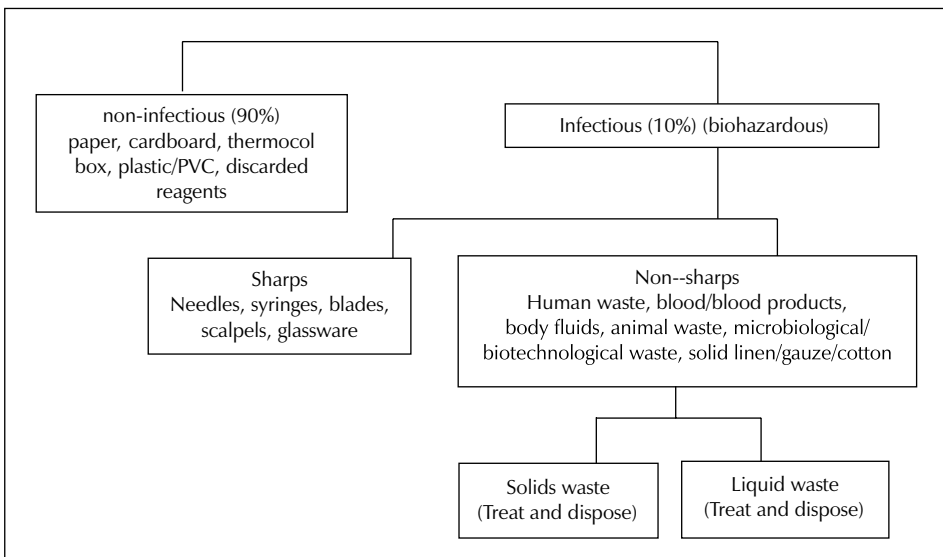 non-infectious (90%)
paper, cardboard, thermocol
box, plastic/PVC, discarded
reagents
Infectious (10%) (biohazardous)
Sharps
Needles, syringes, blades,
scalpels, glassware
Non--sharps
Human waste, blood/blood products,
body fluids, animal waste, microbiological/
biotechnological waste, solid linen/gauze/cotton
Solids waste
(Treat and dispose)
Liquid waste
(Treat and dispose)